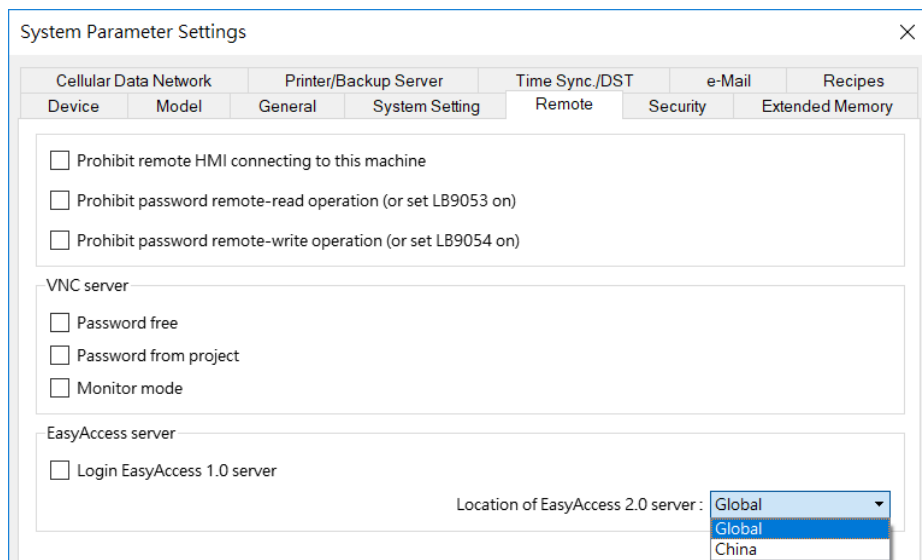 System Parameter Settings
Cellular Data Network Printer/Backup Server Time Sync./DST e-Mail Recipes
Device Model General System Setting Remote Security Extended Memory
Prohibit remote HMI connecting to this machine
Prohibit password remote-read operation (or set LB9053 on)
Prohibit password remote-write operation (or set LB9054 on)
VNC server
Password free
Password from project
Monitor mode
EasyAccess server
Login EasyAccess 1.0 server
Location of EasyAccess 2.0 server : Global
Global
China